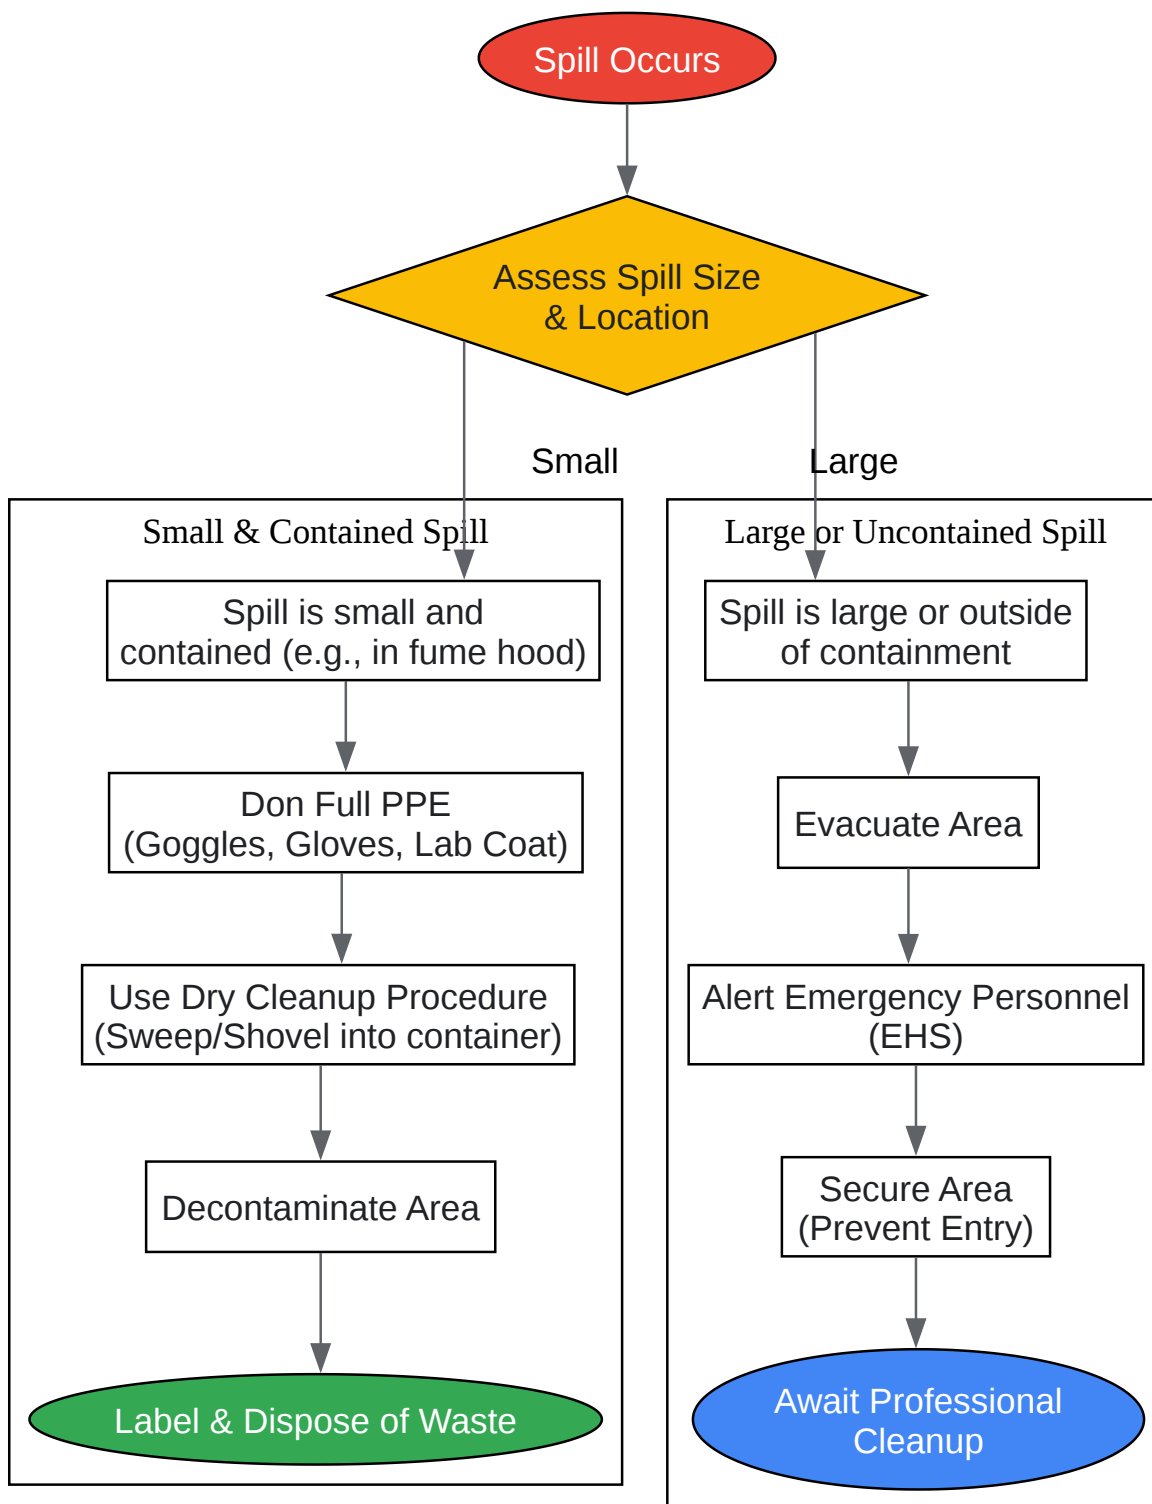 Spill Occurs
Assess Spill Size
& Location
Small
Large
Small & Contained Spill
Spill is small and
contained (e.g., in fume hood)
Don Full PPE
(Goggles, Gloves, Lab Coat)
Use Dry Cleanup Procedure
(Sweep/Shovel into container)
Decontaminate Area
Label & Dispose of Waste
Large or Uncontained Spill
Spill is large or outside
of containment
Evacuate Area
Alert Emergency Personnel
(EHS)
Secure Area
(Prevent Entry)
Await Professional
Cleanup